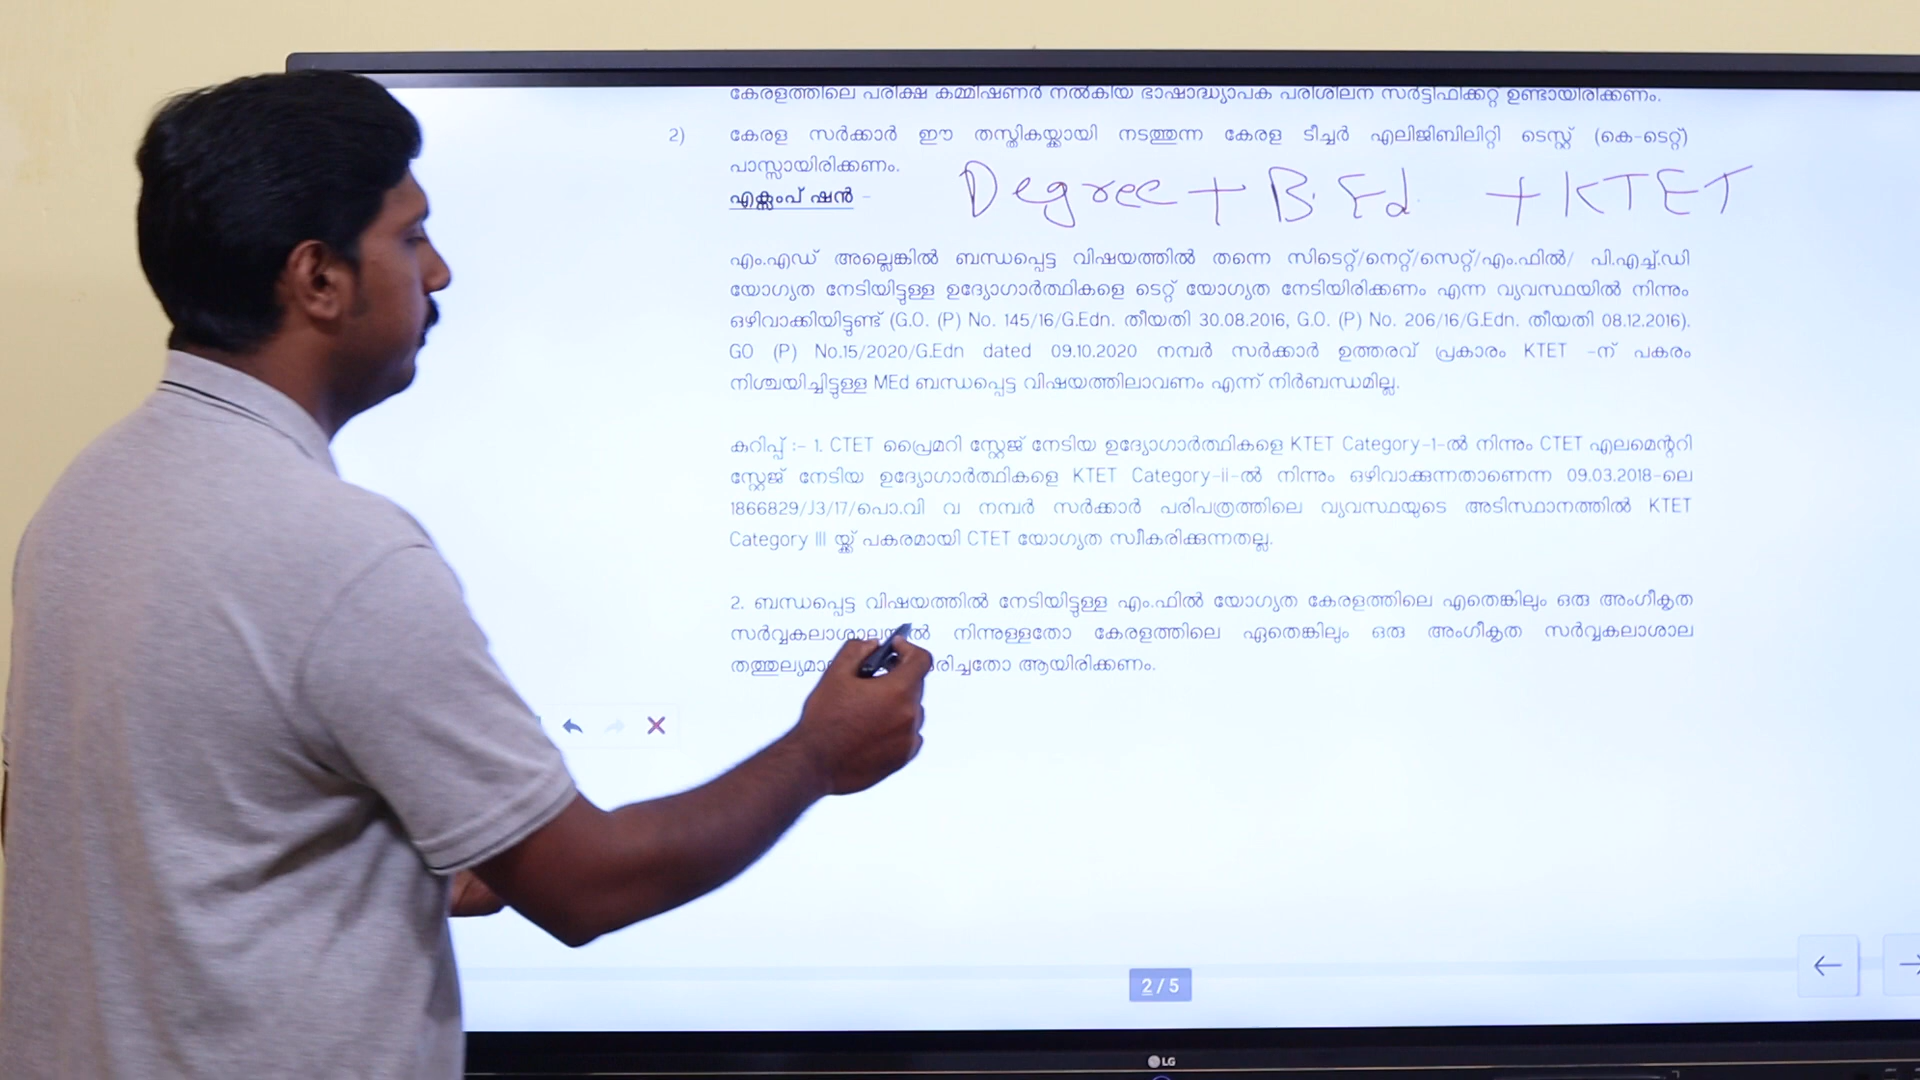 കേരളത്തിലെ പരീക്ഷ കമ്മീഷണർ നൽകിയ ഭാഷാദ്ധ്യാപക പരിശീലന സർട്ടിഫിക്കറ്റ് ഉണ്ടായിരിക്കണം.
2) കേരള സർക്കാർ ഈ തസ്തികയ്ക്കായി നടത്തുന്ന കേരള ടീച്ചർ എലിജിബിലിറ്റി ടെസ്റ്റ് (കെ-ടെറ്റ്)
പാസ്സായിരിക്കണം.
Degree + B.Ed. + KTET
എക്സംപ് ഷൻ -
എം.എഡ് അല്ലെങ്കിൽ ബന്ധപ്പെട്ട വിഷയത്തിൽ തന്നെ സിടെറ്റ്/നെറ്റ്/സെറ്റ്/എം.ഫിൽ/ പി.എച്ച്.ഡി
യോഗ്യത നേടിയിട്ടുള്ള ഉദ്യോഗാർത്ഥികളെ ടെറ്റ് യോഗ്യത നേടിയിരിക്കണം എന്ന വ്യവസ്ഥയിൽ നിന്നും
ഒഴിവാക്കിയിട്ടുണ്ട് (G.O. (P) No. 145/16/G.Edn. തീയതി 30.08.2016, G.O. (P) No. 206/16/G.Edn. തീയതി 08.12.2016).
GO (P) No.15/2020/G.Edn dated 09.10.2020 നമ്പർ സർക്കാർ ഉത്തരവ് പ്രകാരം KTET -ന് പകരം
നിശ്ചയിച്ചിട്ടുള്ള MEd ബന്ധപ്പെട്ട വിഷയത്തിലാവണം എന്ന് നിർബന്ധമില്ല.
കുറിപ്പ് :- 1. CTET പ്രൈമറി സ്റ്റേജ് നേടിയ ഉദ്യോഗാർത്ഥികളെ KTET Category-1-ൽ നിന്നും CTET എലമെന്ററി
സ്റ്റേജ് നേടിയ ഉദ്യോഗാർത്ഥികളെ KTET Category-ii-ൽ നിന്നും ഒഴിവാക്കുന്നതാണെന്ന 09.03.2018-ലെ
1866829/J3/17/പൊ.വി വ നമ്പർ സർക്കാർ പരിപത്രത്തിലെ വ്യവസ്ഥയുടെ അടിസ്ഥാനത്തിൽ KTET
Category III യ്ക്ക് പകരമായി CTET യോഗ്യത സ്വീകരിക്കുന്നതല്ല.
2. ബന്ധപ്പെട്ട വിഷയത്തിൽ നേടിയിട്ടുള്ള എം.ഫിൽ യോഗ്യത കേരളത്തിലെ എതെങ്കിലും ഒരു അംഗീകൃത
നിന്നുള്ളതോ കേരളത്തിലെ ഏതെങ്കിലും ഒരു അംഗീകൃത സർവ്വകലാശാല
ആയിരിക്കണം.
2 / 5
LG